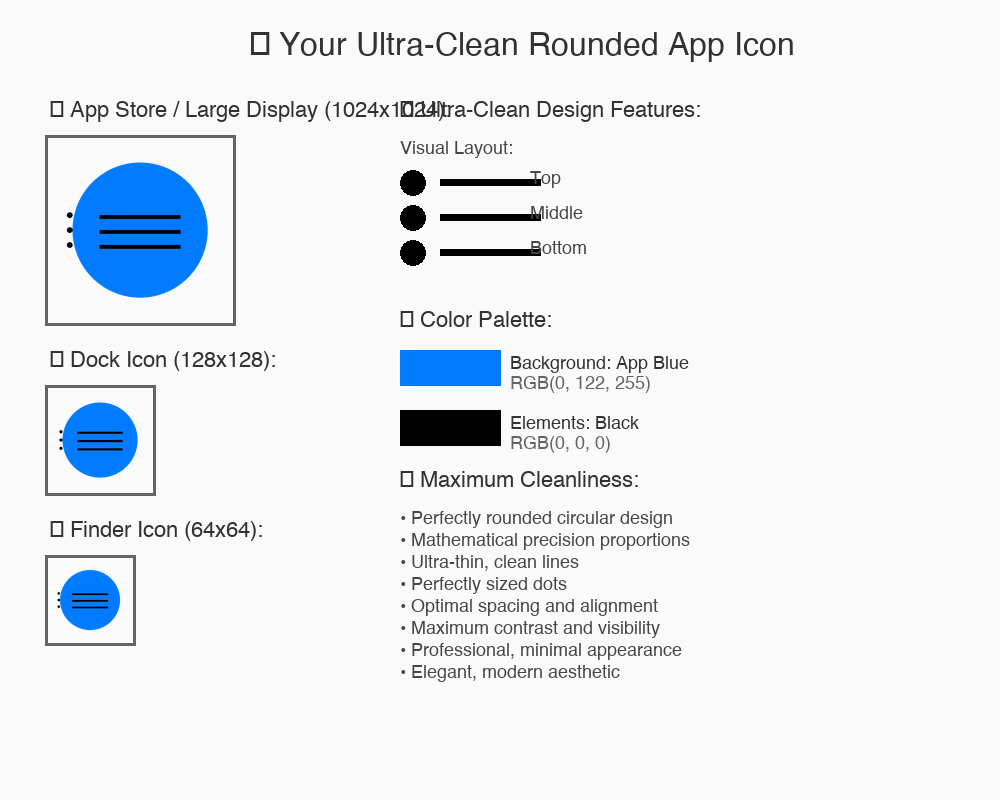 Your Ultra-Clean Rounded App Icon
App Store / Large Display (1024x1024):
Dock Icon (128x128):
Finder Icon (64x64):
Ultra-Clean Design Features:
Visual Layout:
Top
Middle
Bottom
Color Palette:
Background: App Blue
RGB(0, 122, 255)
Elements: Black
RGB(0, 0, 0)
Maximum Cleanliness:
• Perfectly rounded circular design
• Mathematical precision proportions
• Ultra-thin, clean lines
• Perfectly sized dots
• Optimal spacing and alignment
• Maximum contrast and visibility
• Professional, minimal appearance
• Elegant, modern aesthetic